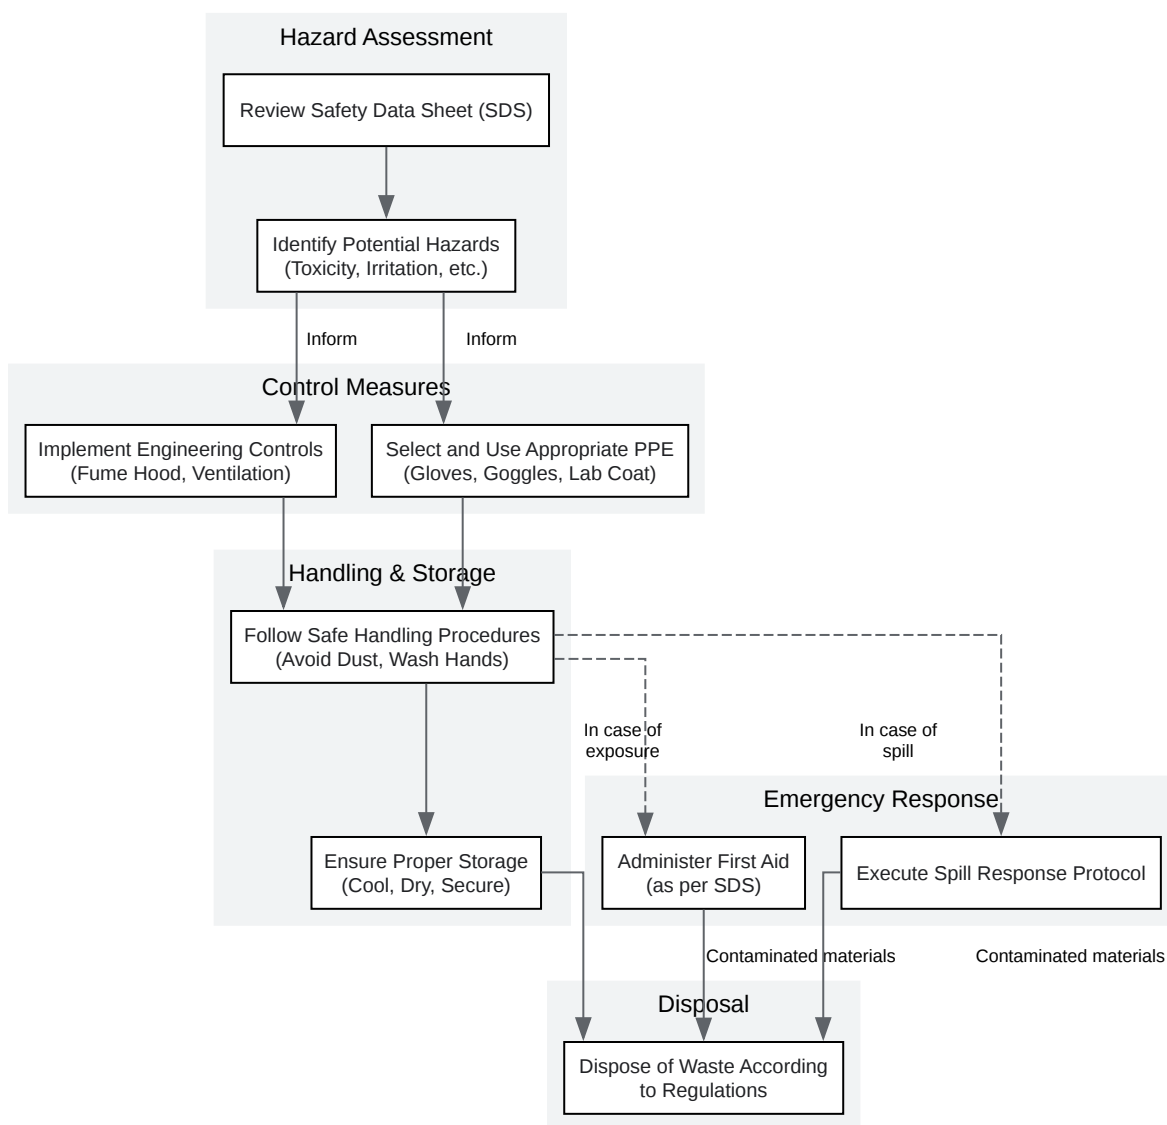 Hazard Assessment
Review Safety Data Sheet (SDS)
Identify Potential Hazards
(Toxicity, Irritation, etc.)
Inform
Inform
Control Measures
Implement Engineering Controls
(Fume Hood, Ventilation)
Select and Use Appropriate PPE
(Gloves, Goggles, Lab Coat)
Handling & Storage
Follow Safe Handling Procedures
(Avoid Dust, Wash Hands)
In case of
exposure
In case of
spill
Emergency Response
Ensure Proper Storage
(Cool, Dry, Secure)
Administer First Aid
(as per SDS)
Execute Spill Response Protocol
Contaminated materials
Contaminated materials
Disposal
Dispose of Waste According
to Regulations